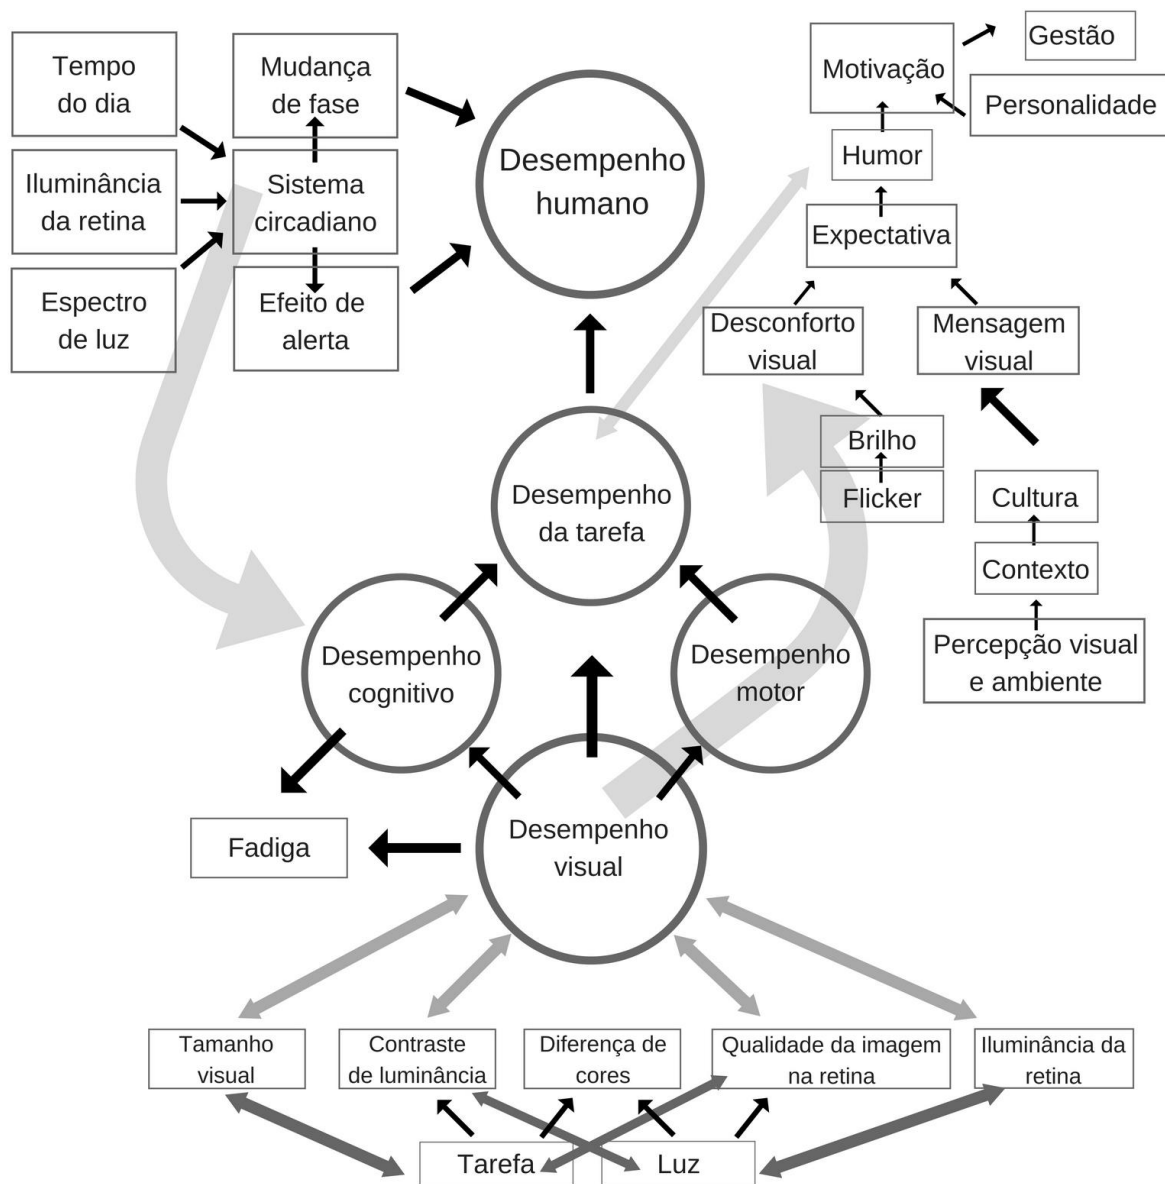 Tempo
do dia
Iluminância
da retina
Espectro
de luz
Mudança
de fase
Sistema
circadiano
Efeito de
alerta
Desempenho
humano
Motivação
Gestão
Personalidade
Humor
Expectativa
Desconforto
visual
Mensagem
visual
Brilho
Flicker
Cultura
Contexto
Percepção visual
e ambiente
Desempenho
da tarefa
Desempenho
cognitivo
Desempenho
motor
Desempenho
visual
Fadiga
Tamanho
visual
Contraste
de luminância
Diferença de
cores
Qualidade da imagem
na retina
Iluminância da
retina
Tarefa
Luz